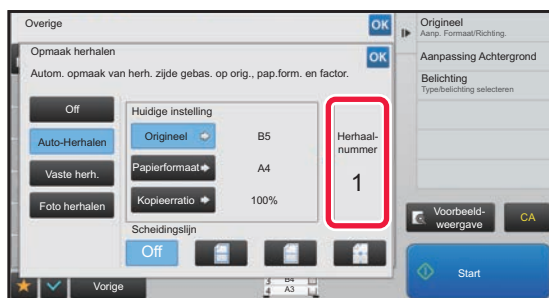 Overige
OK
Opmaak herhalen
OK
Autom. opmaak van herh. zijde gebas. op orig., pap.form. en factor.
Off
Auto-Herhalen
Vaste herh.
Foto herhalen
Huidige instelling
Origineel
B5
Papierformaat
A4
Kopieerratio
100%
Herhaal-
nummer
1
Scheidingslijn
Off
Vorige
3 B4
4 A3
Origineel
Aanp. Formaat/Richting.
Aanpassing Achtergrond
Belichting
Type/belichting selecteren
Voorbeeld-
weergave
CA
Start